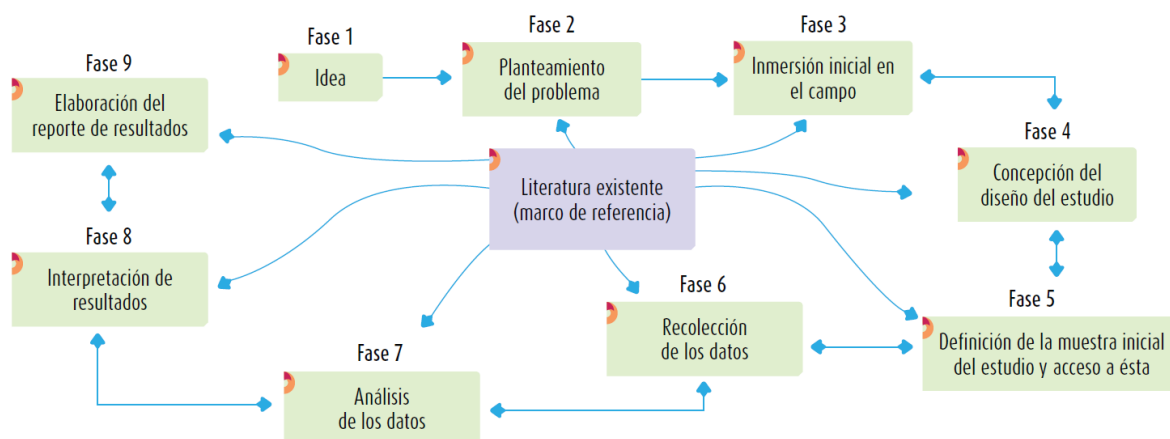 Fase 1
Idea
Fase 2
Planteamiento
del problema
Fase 3
Inmersión inicial en
el campo
Fase 4
Concepción del
diseño del estudio
Fase 5
Definición de la muestra inicial
del estudio y acceso a ésta
Fase 6
Recolección
de los datos
Fase 7
Análisis
de los datos
Fase 8
Interpretación de
resultados
Fase 9
Elaboración del
reporte de resultados
Literatura existente
(marco de referencia)